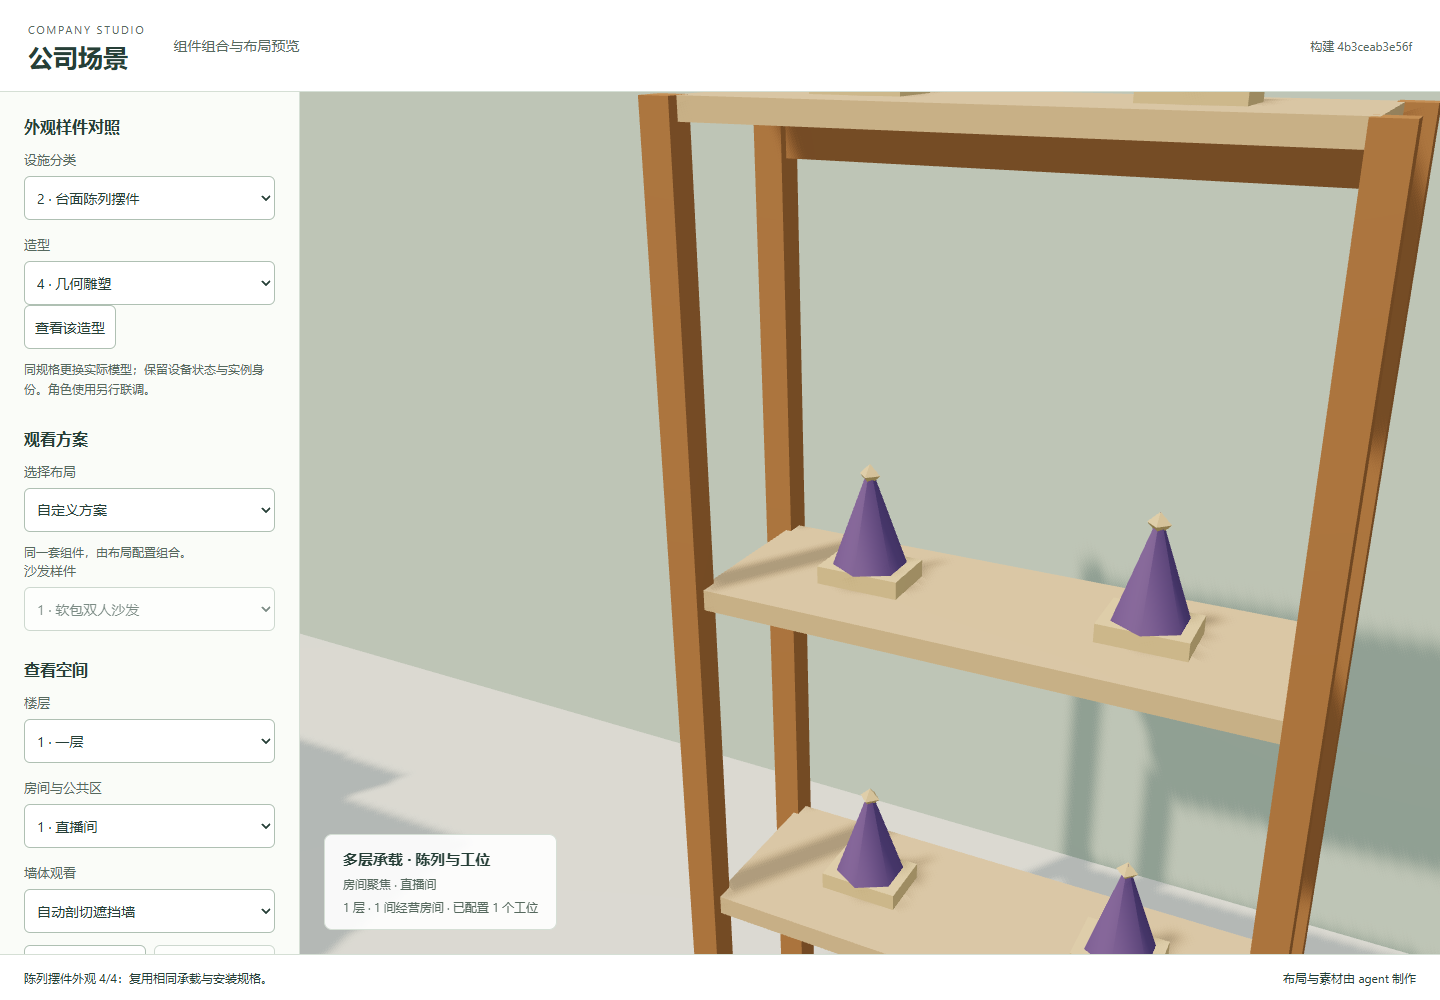 COMPANY STUDIO
公司场景
组件组合与布局预览
构建 4b3ceab3e56f
外观样件对照
设施分类
2 · 台面陈列摆件
造型
4 · 几何雕塑
查看该造型
同规格更换实际模型；保留设备状态与实例身
份。角色使用另行联调。
观看方案
选择布局
自定义方案
同一套组件，由布局配置组合。
沙发样件
1 · 软包双人沙发
查看空间
楼层
1 · 一层
房间与公共区
1 · 直播间
墙体观看
自动剖切遮挡墙
多层承载 · 陈列与工位
房间聚焦 · 直播间
1 层 · 1 间经营房间 · 已配置 1 个工位
陈列摆件外观 4/4：复用相同承载与安装规格。
布局与素材由 agent 制作